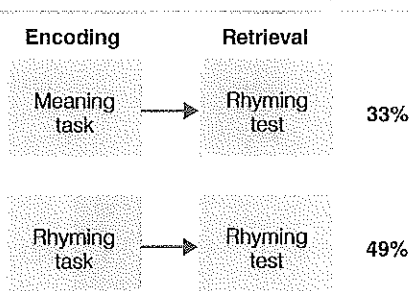 Encoding Retrieval
Meaning task Rhyming test 33%
Rhyming task Rhyming test 49%